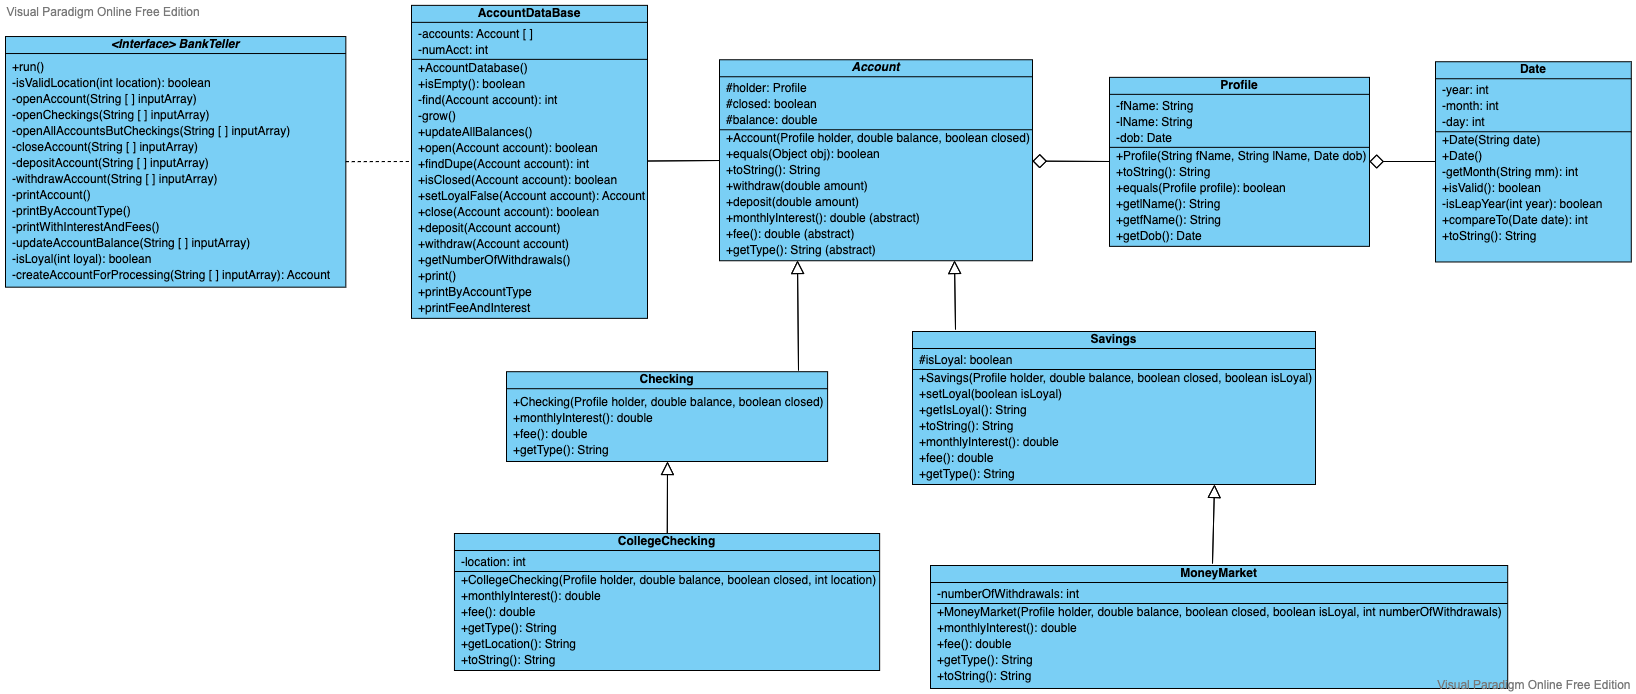 Visual Paradigm Online Free Edition
<Interface> BankTeller
+run()
-isValidLocation(int location): boolean
-openAccount(String [ ] inputArray)
-openCheckings(String [ ] inputArray)
-openAllAccountsButCheckings(String [ ] inputArray)
-closeAccount(String [ ] inputArray)
-depositAccount(String [ ] inputArray)
-withdrawAccount(String [ ] inputArray)
-printAccount()
-printByAccountType()
-printWithInterestAndFees()
-updateAccountBalance(String [ ] inputArray)
-isLoyal(int loyal): boolean
-createAccountForProcessing(String [ ] inputArray): Account
AccountDataBase
-accounts: Account [ ]
-numAcct: int
+AccountDatabase()
+isEmpty(): boolean
-find(Account account): int
-grow()
+updateAllBalances()
+open(Account account): boolean
+findDupe(Account account): int
+isClosed(Account account): boolean
+setLoyalFalse(Account account): Account
+close(Account account): boolean
+deposit(Account account)
+withdraw(Account account)
+getNumberOfWithdrawals()
+print()
+printByAccountType
+printFeeAndInterest
Account
#holder: Profile
#closed: boolean
#balance: double
+Account(Profile holder, double balance, boolean closed)
+equals(Object obj): boolean
+toString(): String
+withdraw(double amount)
+deposit(double amount)
+monthlyInterest(): double (abstract)
+fee(): double (abstract)
+getType(): String (abstract)
Profile
-fName: String
-lName: String
-dob: Date
+Profile(String fName, String lName, Date dob)
+toString(): String
+equals(Profile profile): boolean
+getlName(): String
+getfName(): String
+getDob(): Date
Date
-year: int
-month: int
-day: int
+Date(String date)
+Date()
-getMonth(String mm): int
+isValid(): boolean
-isLeapYear(int year): boolean
+compareTo(Date date): int
+toString(): String
Checking
+Checking(Profile holder, double balance, boolean closed)
+monthlyInterest(): double
+fee(): double
+getType(): String
Savings
#isLoyal: boolean
+Savings(Profile holder, double balance, boolean closed, boolean isLoyal)
+setLoyal(boolean isLoyal)
+getIsLoyal(): String
+toString(): String
+monthlyInterest(): double
+fee(): double
+getType(): String
CollegeChecking
-location: int
+CollegeChecking(Profile holder, double balance, boolean closed, int location)
+monthlyInterest(): double
+fee(): double
+getType(): String
+getLocation(): String
+toString(): String
MoneyMarket
-numberOfWithdrawals: int
+MoneyMarket(Profile holder, double balance, boolean closed, boolean isLoyal, int numberOfWithdrawals)
+monthlyInterest(): double
+fee(): double
+getType(): String
+toString(): String
Visual Paradigm Online Free Edition